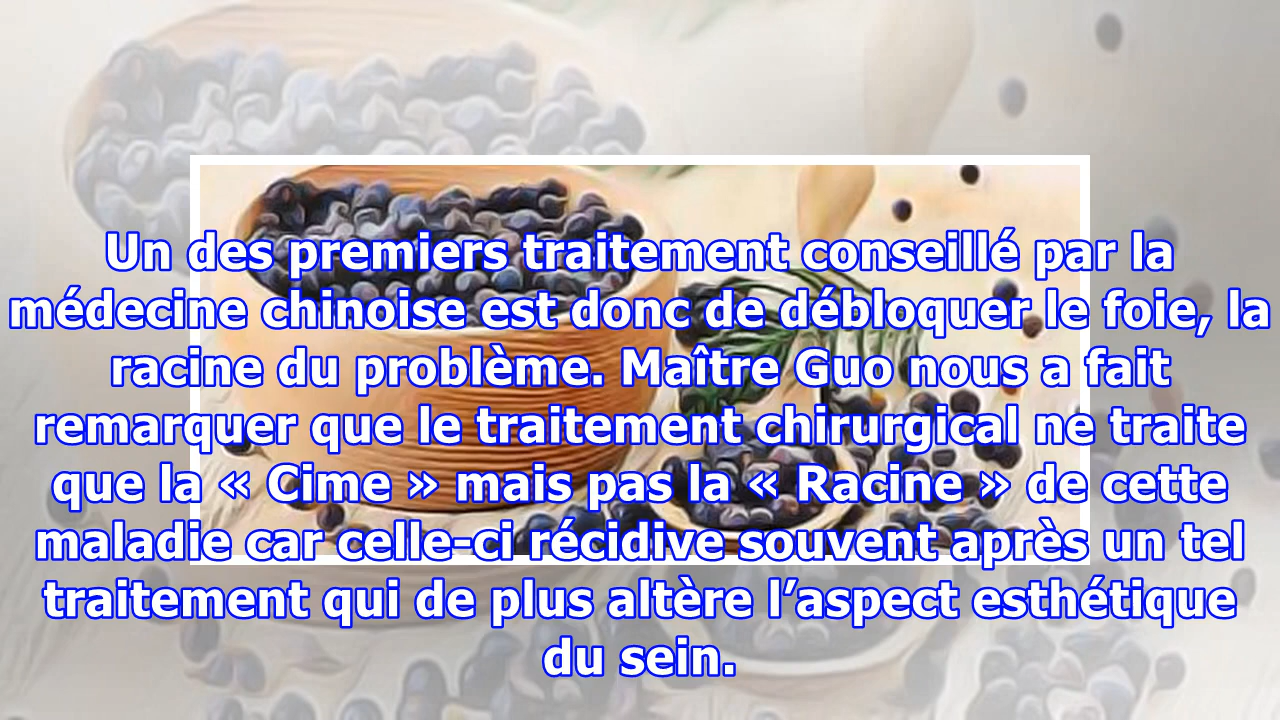 Un des premiers traitement conseillé par la
médecine chinoise est donc de débloquer le foie, la
racine du problème. Maître Guo nous a fait
remarquer que le traitement chirurgical ne traite
que la « Cime » mais pas la « Racine » de cette
maladie car celle-ci récidive souvent après un tel
traitement qui de plus altère l’aspect esthétique
du sein.